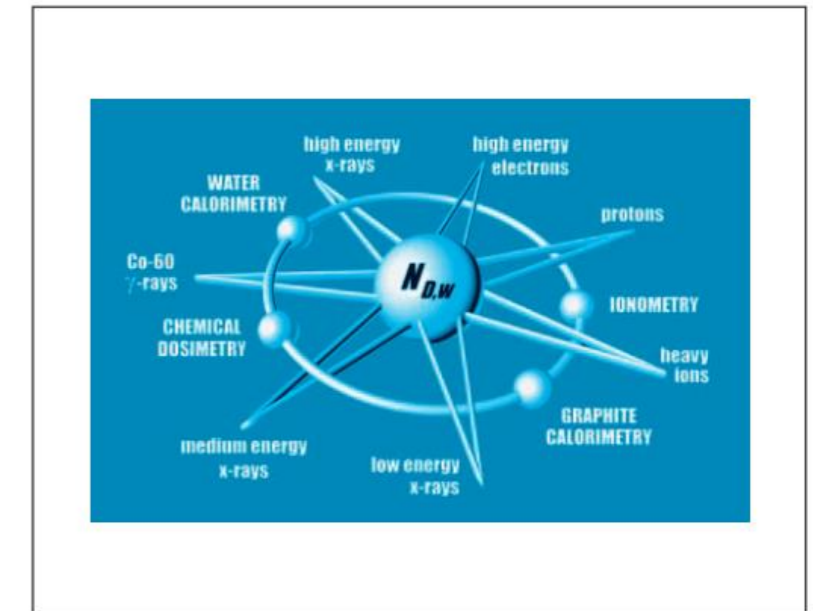 high energy
x-rays
high energy
electrons
WATER
CALORIMETRY
protons
Co-60
γ-rays
N D,W
IONOMETRY
CHEMICAL
DOSIMETRY
heavy
ions
GRAPHITE
CALORIMETRY
medium energy
x-rays
low energy
x-rays